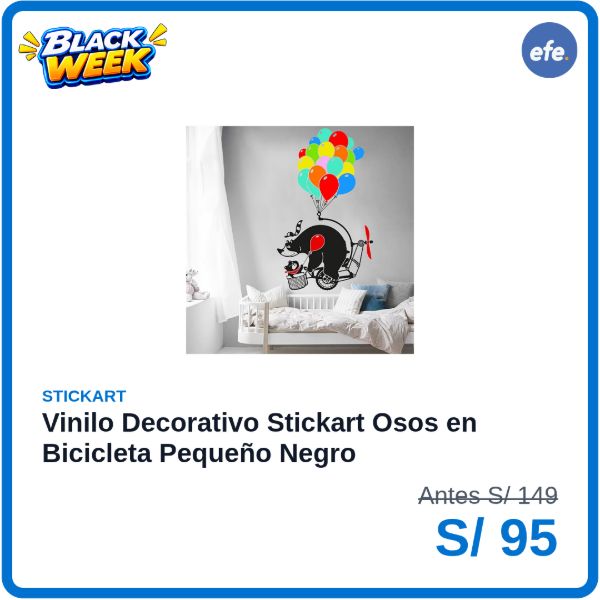 BLACK
WEEK
efe.
STICKART
Vinilo Decorativo Stickart Osos en
Bicicleta Pequeño Negro
Antes S/ 149
S/ 95